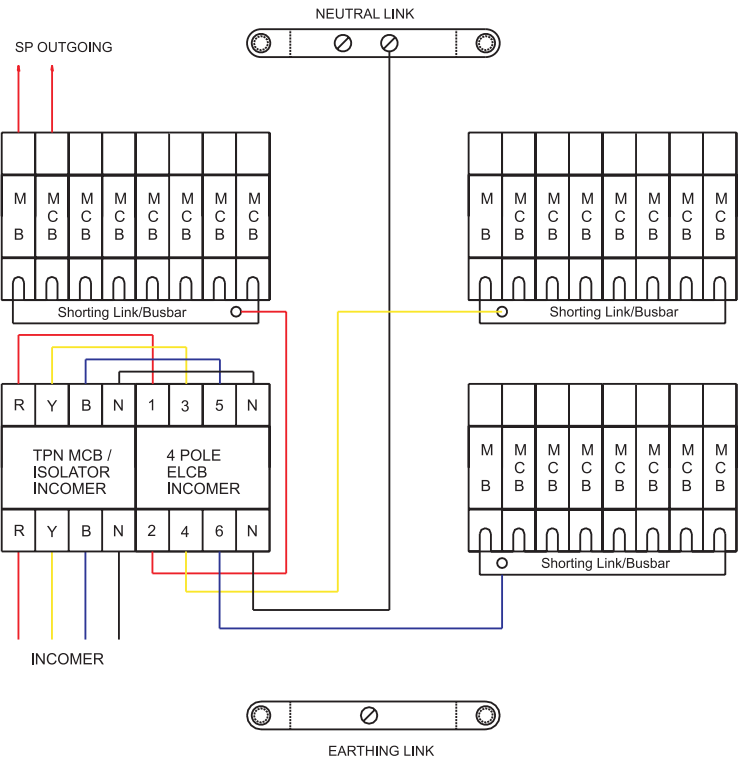 NEUTRAL LINK
SP OUTGOING
M B
M C B
M C B
M C B
M C B
M C B
M C B
M C B
Shorting Link/Busbar
M B
M C B
M C B
M C B
M C B
M C B
M C B
M C B
Shorting Link/Busbar
R Y B N 1 3 5 N
TPN MCB /
ISOLATOR
INCOMER
4 POLE
ELCB
INCOMER
R Y B N 2 4 6 N
INCOMER
M B
M C B
M C B
M C B
M C B
M C B
M C B
M C B
Shorting Link/Busbar
EARTHING LINK